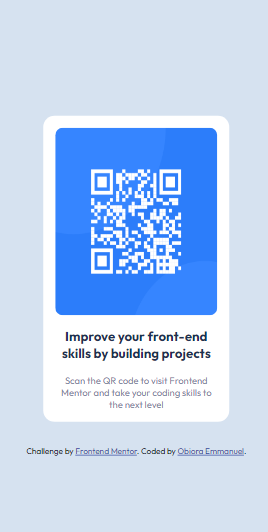 Improve your front-end
skills by building projects
Scan the QR code to visit Frontend
Mentor and take your coding skills to
the next level
Challenge by Frontend Mentor. Coded by Obiora Emmanuel.